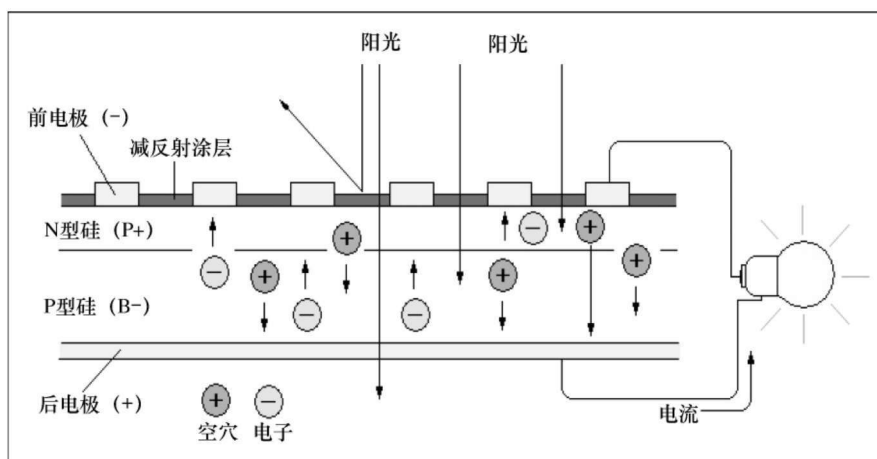 阳光
阳光
前电极 (-)
减反射涂层
N型硅 (P+)
P型硅 (B-)
后电极 (+)
空穴
电子
电流